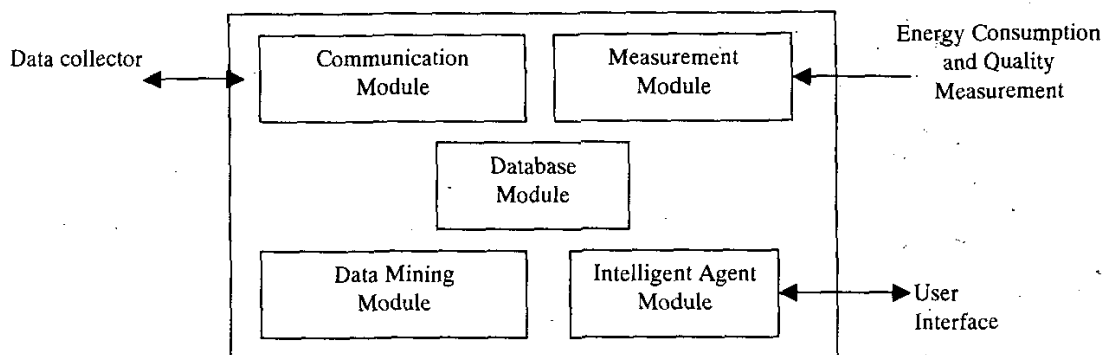 Data collector
Communication
Module
Measurement
Module
Energy Consumption
and Quality
Measurement
Database
Module
Data Mining
Module
Intelligent Agent
Module
User
Interface